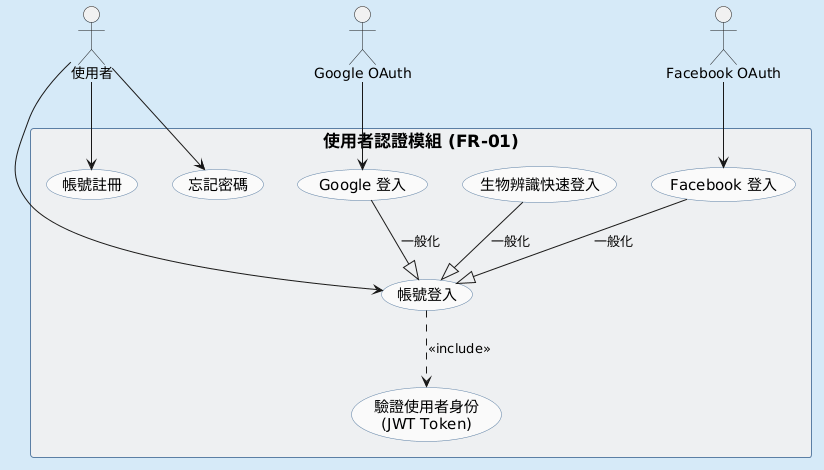 使用者
Google OAuth
Facebook OAuth
使用者認證模組 (FR-01)
帳號註冊
忘記密碼
Google 登入
生物辨識快速登入
Facebook 登入
一般化
一般化
一般化
帳號登入
«include»
驗證使用者身份
(JWT Token)